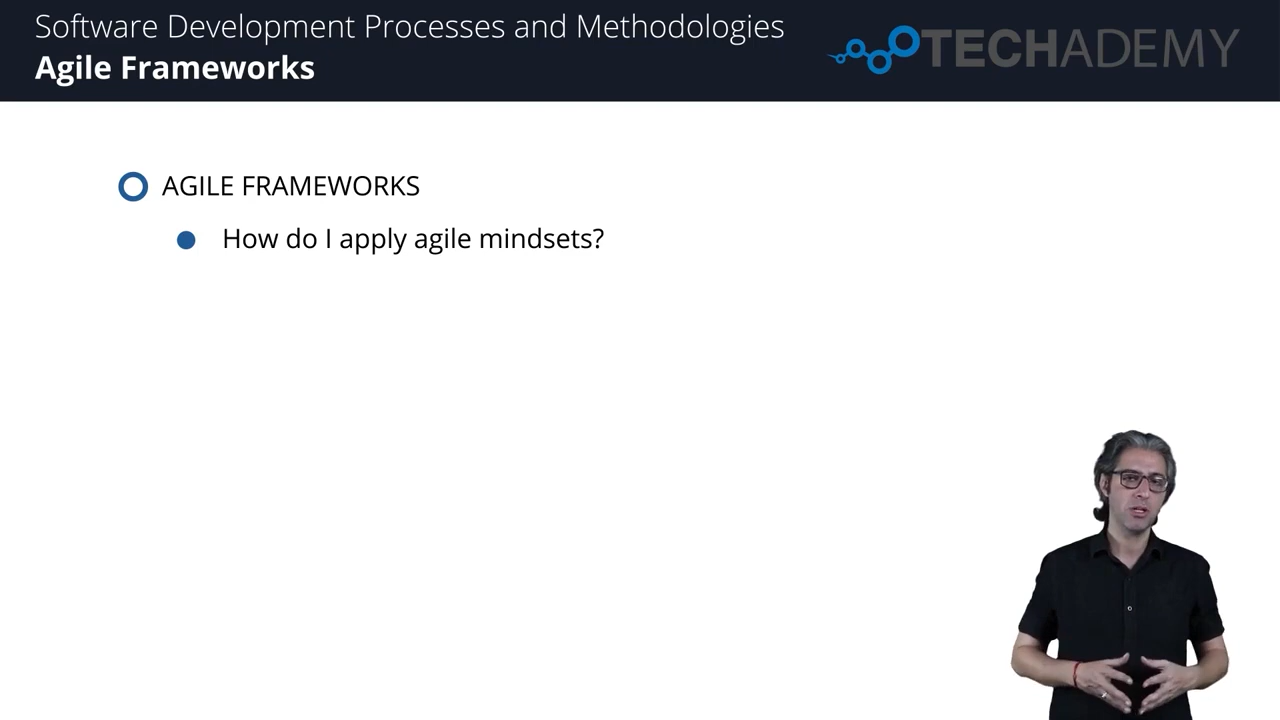 Software Development Processes and Methodologies
Agile Frameworks
TECHADEMY
AGILE FRAMEWORKS
How do I apply agile mindsets?